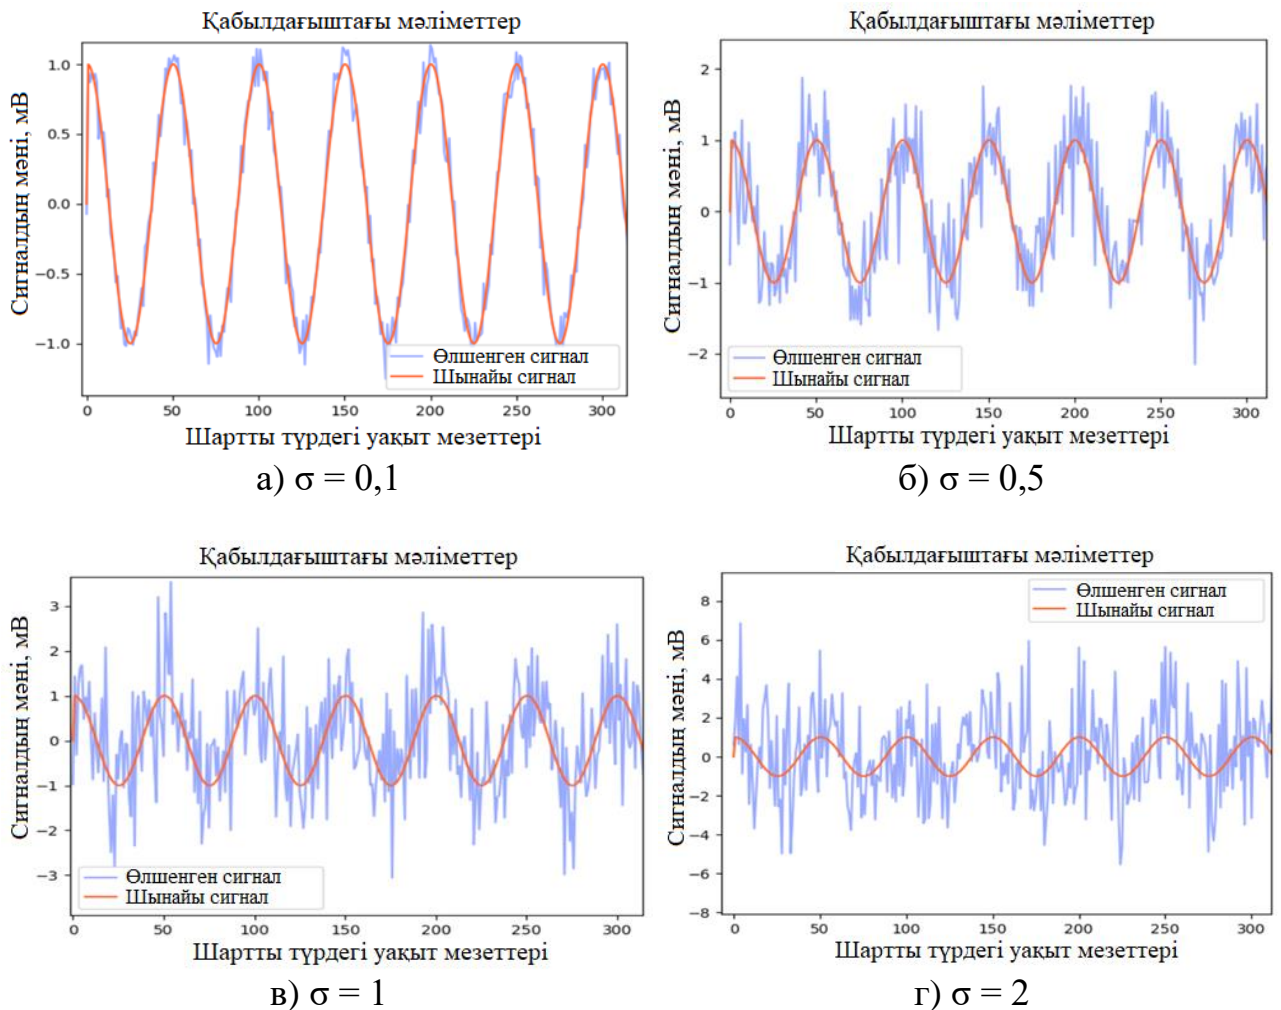 Қабылдағыштағы мәліметтер
Сигналдың мәні, мВ
1.0
0.5
0.0
−0.5
−1.0
Өлшенген сигнал
Шынайы сигнал
0 50 100 150 200 250 300
Шартты түрдегі уақыт мезеттері
а) σ = 0,1
Қабылдағыштағы мәліметтер
Сигналдың мәні, мВ
2
1
0
−1
−2
Өлшенген сигнал
Шынайы сигнал
0 50 100 150 200 250 300
Шартты түрдегі уақыт мезеттері
б) σ = 0,5
Қабылдағыштағы мәліметтер
Сигналдың мәні, мВ
3
2
1
0
−1
−2
−3
Өлшенген сигнал
Шынайы сигнал
0 50 100 150 200 250 300
Шартты түрдегі уақыт мезеттері
в) σ = 1
Қабылдағыштағы мәліметтер
Сигналдың мәні, мВ
Өлшенген сигнал
Шынайы сигнал
8
6
4
2
0
−2
−4
−6
−8
0 50 100 150 200 250 300
Шартты түрдегі уақыт мезеттері
г) σ = 2